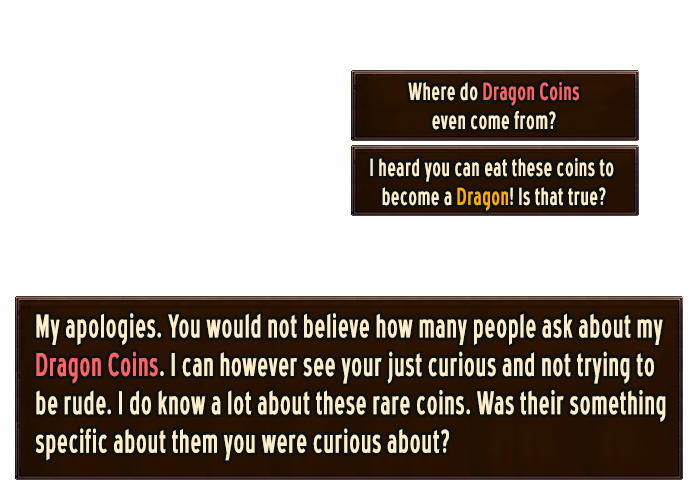 Where do Dragon Coins
even come from?
I heard you can eat these coins to
become a Dragon! Is that true?
My apologies. You would not believe how many people ask about my
Dragon Coins. I can however see your just curious and not trying to
be rude. I do know a lot about these rare coins. Was their something
specific about them you were curious about?